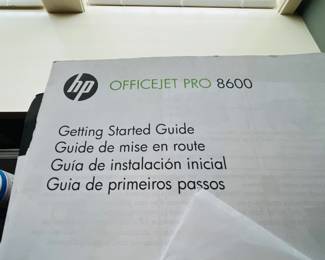 hp OFFICEJET PRO 8600
Getting Started Guide
Guide de mise en route
Guía de instalación inicial
Guia de primeiros passos